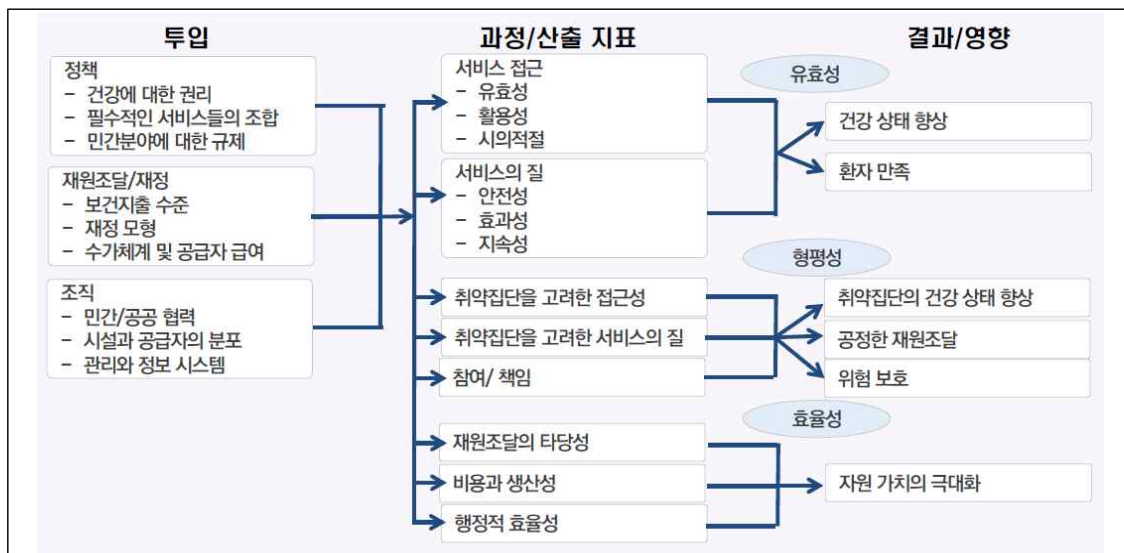 투입
정책
– 건강에 대한 권리
– 필수적인 서비스들의 조합
– 민간분야에 대한 규제
재원조달/재정
– 보건지출 수준
– 재정 모형
– 수가체계 및 공급자 급여
조직
– 민간/공공 협력
– 시설과 공급자의 분포
– 관리와 정보 시스템
과정/산출 지표
서비스 접근
– 유효성
– 활용성
– 시의적절
서비스의 질
– 안전성
– 효과성
– 지속성
취약집단을 고려한 접근성
취약집단을 고려한 서비스의 질
참여/ 책임
재원조달의 타당성
비용과 생산성
행정적 효율성
결과/영향
유효성
건강 상태 향상
환자 만족
형평성
취약집단의 건강 상태 향상
공정한 재원조달
위험 보호
효율성
자원 가치의 극대화